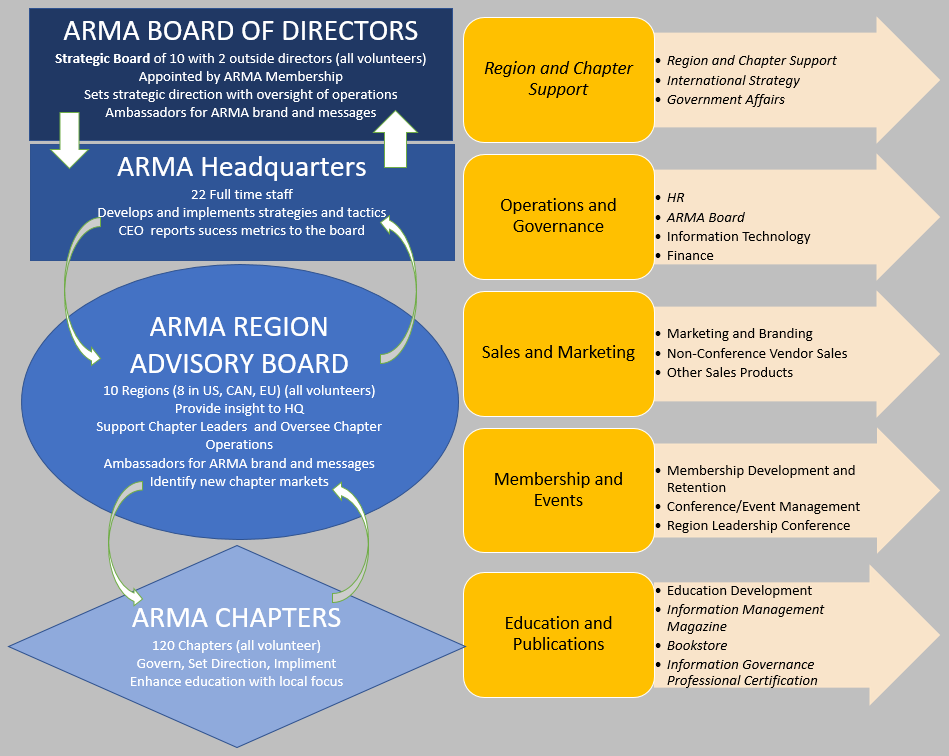 ARMA BOARD OF DIRECTORS
Strategic Board of 10 with 2 outside directors (all volunteers)
Appointed by ARMA Membership
Sets strategic direction with oversight of operations
Ambassadors for ARMA brand and messages
ARMA Headquarters
22 Full time staff
Develops and implements strategies and tactics
CEO  reports sucess metrics to the board
ARMA REGION
ADVISORY BOARD
10 Regions (8 in US, CAN, EU) (all volunteers)
Provide insight to HQ
Support Chapter Leaders  and Oversee Chapter
Operations
Ambassadors for ARMA brand and messages
Identify new chapter markets
ARMA CHAPTERS
120 Chapters (all volunteer)
Govern, Set Direction, Impliment
Enhance education with local focus
Region and Chapter
Support
• Region and Chapter Support
• International Strategy
• Government Affairs
Operations and
Governance
• HR
• ARMA Board
• Information Technology
• Finance
Sales and Marketing
• Marketing and Branding
• Non-Conference Vendor Sales
• Other Sales Products
Membership and
Events
• Membership Development and
Retention
• Conference/Event Management
• Region Leadership Conference
Education and
Publications
• Education Development
• Information Management
Magazine
• Bookstore
• Information Governance
Professional Certification